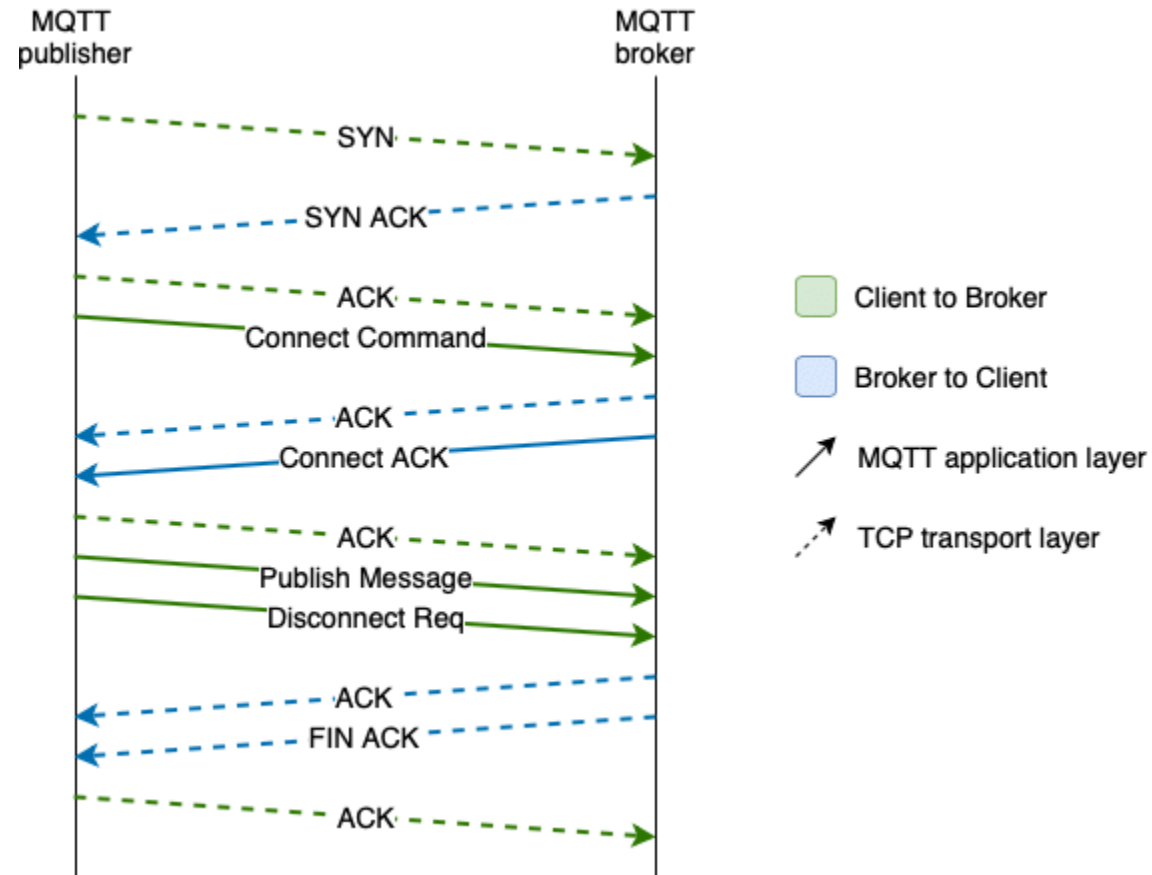 MQTT
publisher
MQTT
broker
SYN
SYN ACK
ACK
Connect Command
ACK
Connect ACK
ACK
Publish Message
Disconnect Req
ACK
FIN ACK
ACK
Client to Broker
Broker to Client
MQTT application layer
TCP transport layer